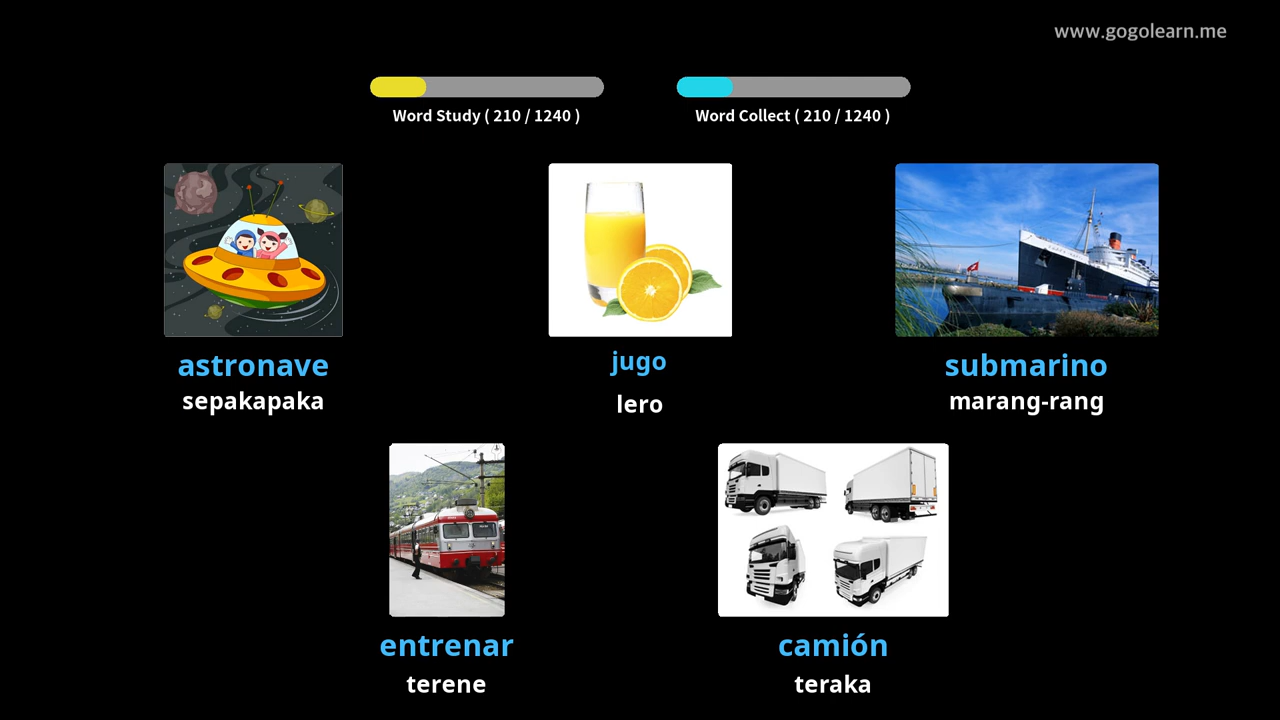 www.gogolearn.me
Word Study ( 210 / 1240 )
Word Collect ( 210 / 1240 )
astronave
sepakapaka
jugo
lero
submarino
marang-rang
entrenar
terene
camión
teraka